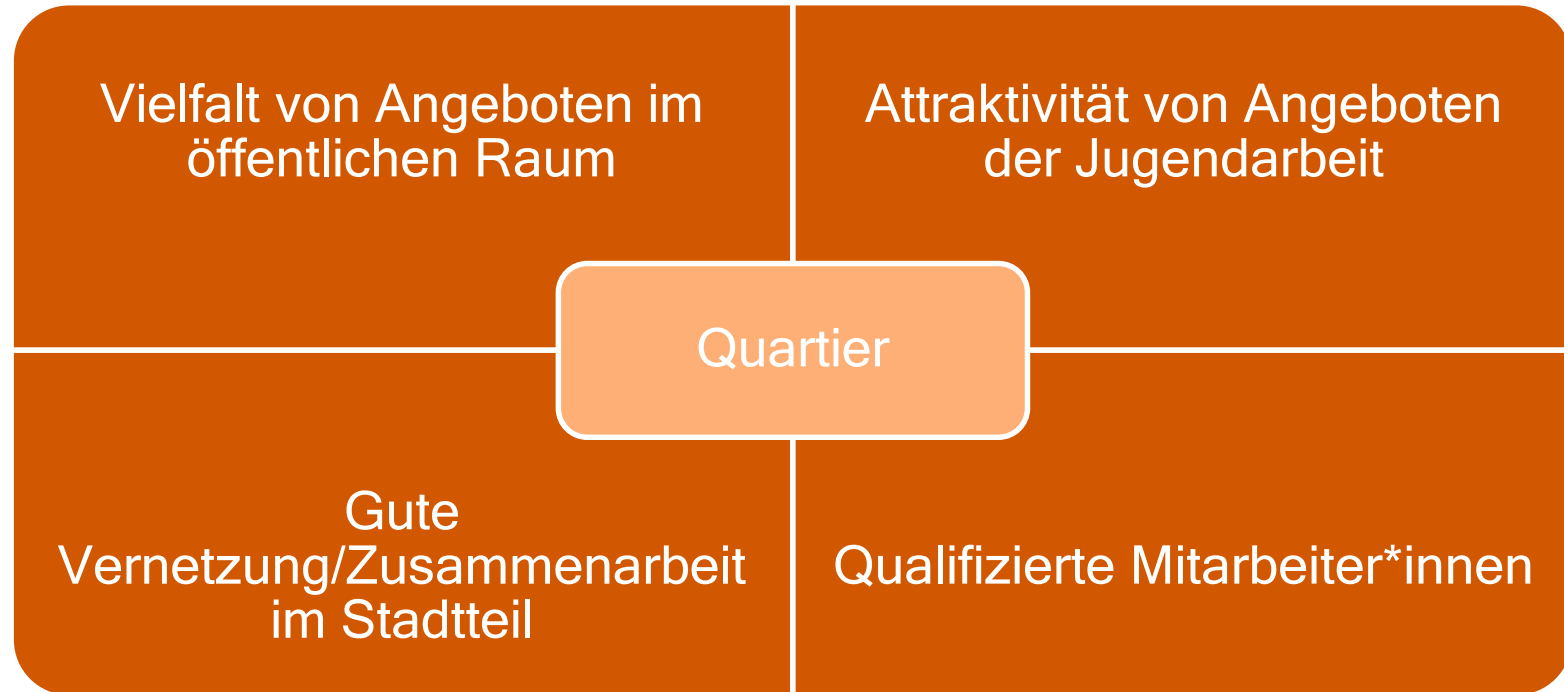 Vielfalt von Angeboten im
öffentlichen Raum
Attraktivität von Angeboten
der Jugendarbeit
Quartier
Gute
Vernetzung/Zusammenarbeit
im Stadtteil
Qualifizierte Mitarbeiter*innen